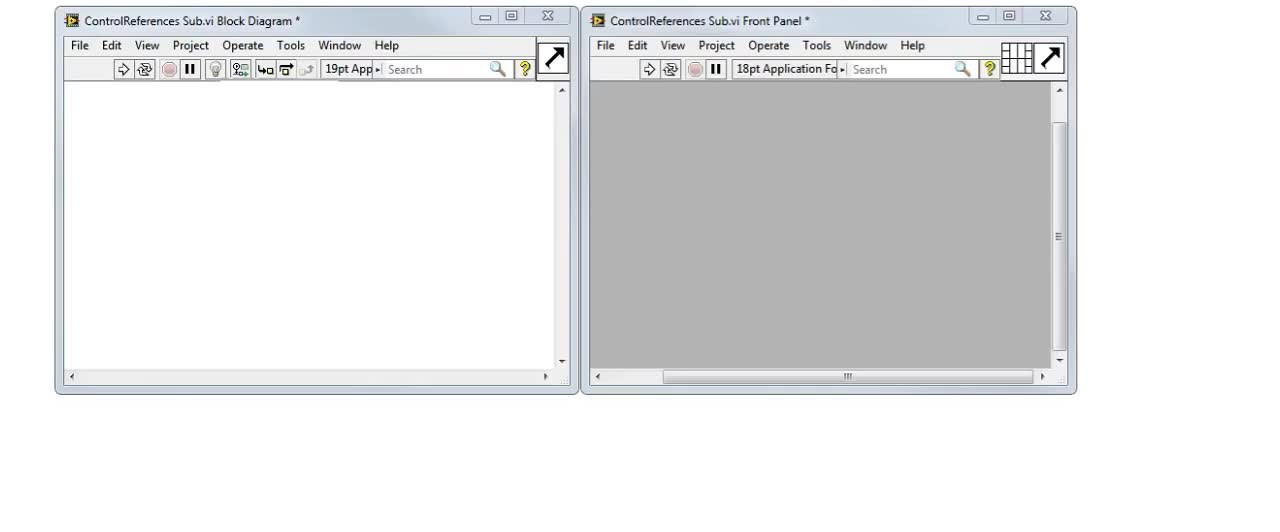 ControlReferences Sub.vi Block Diagram *
File Edit View Project Operate Tools Window Help
19pt App Search ?
ControlReferences Sub.vi Front Panel *
File Edit View Project Operate Tools Window Help
18pt Application Fo Search ?